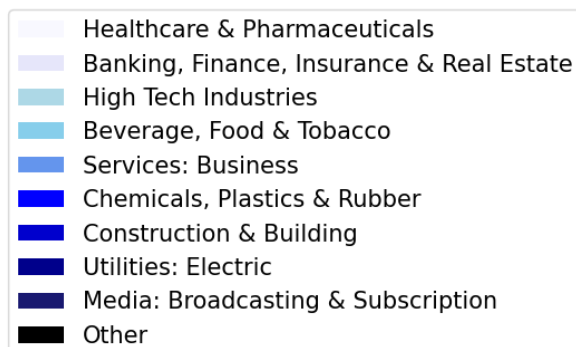 Healthcare & Pharmaceuticals
Banking, Finance, Insurance & Real Estate
High Tech Industries
Beverage, Food & Tobacco
Services: Business
Chemicals, Plastics & Rubber
Construction & Building
Utilities: Electric
Media: Broadcasting & Subscription
Other